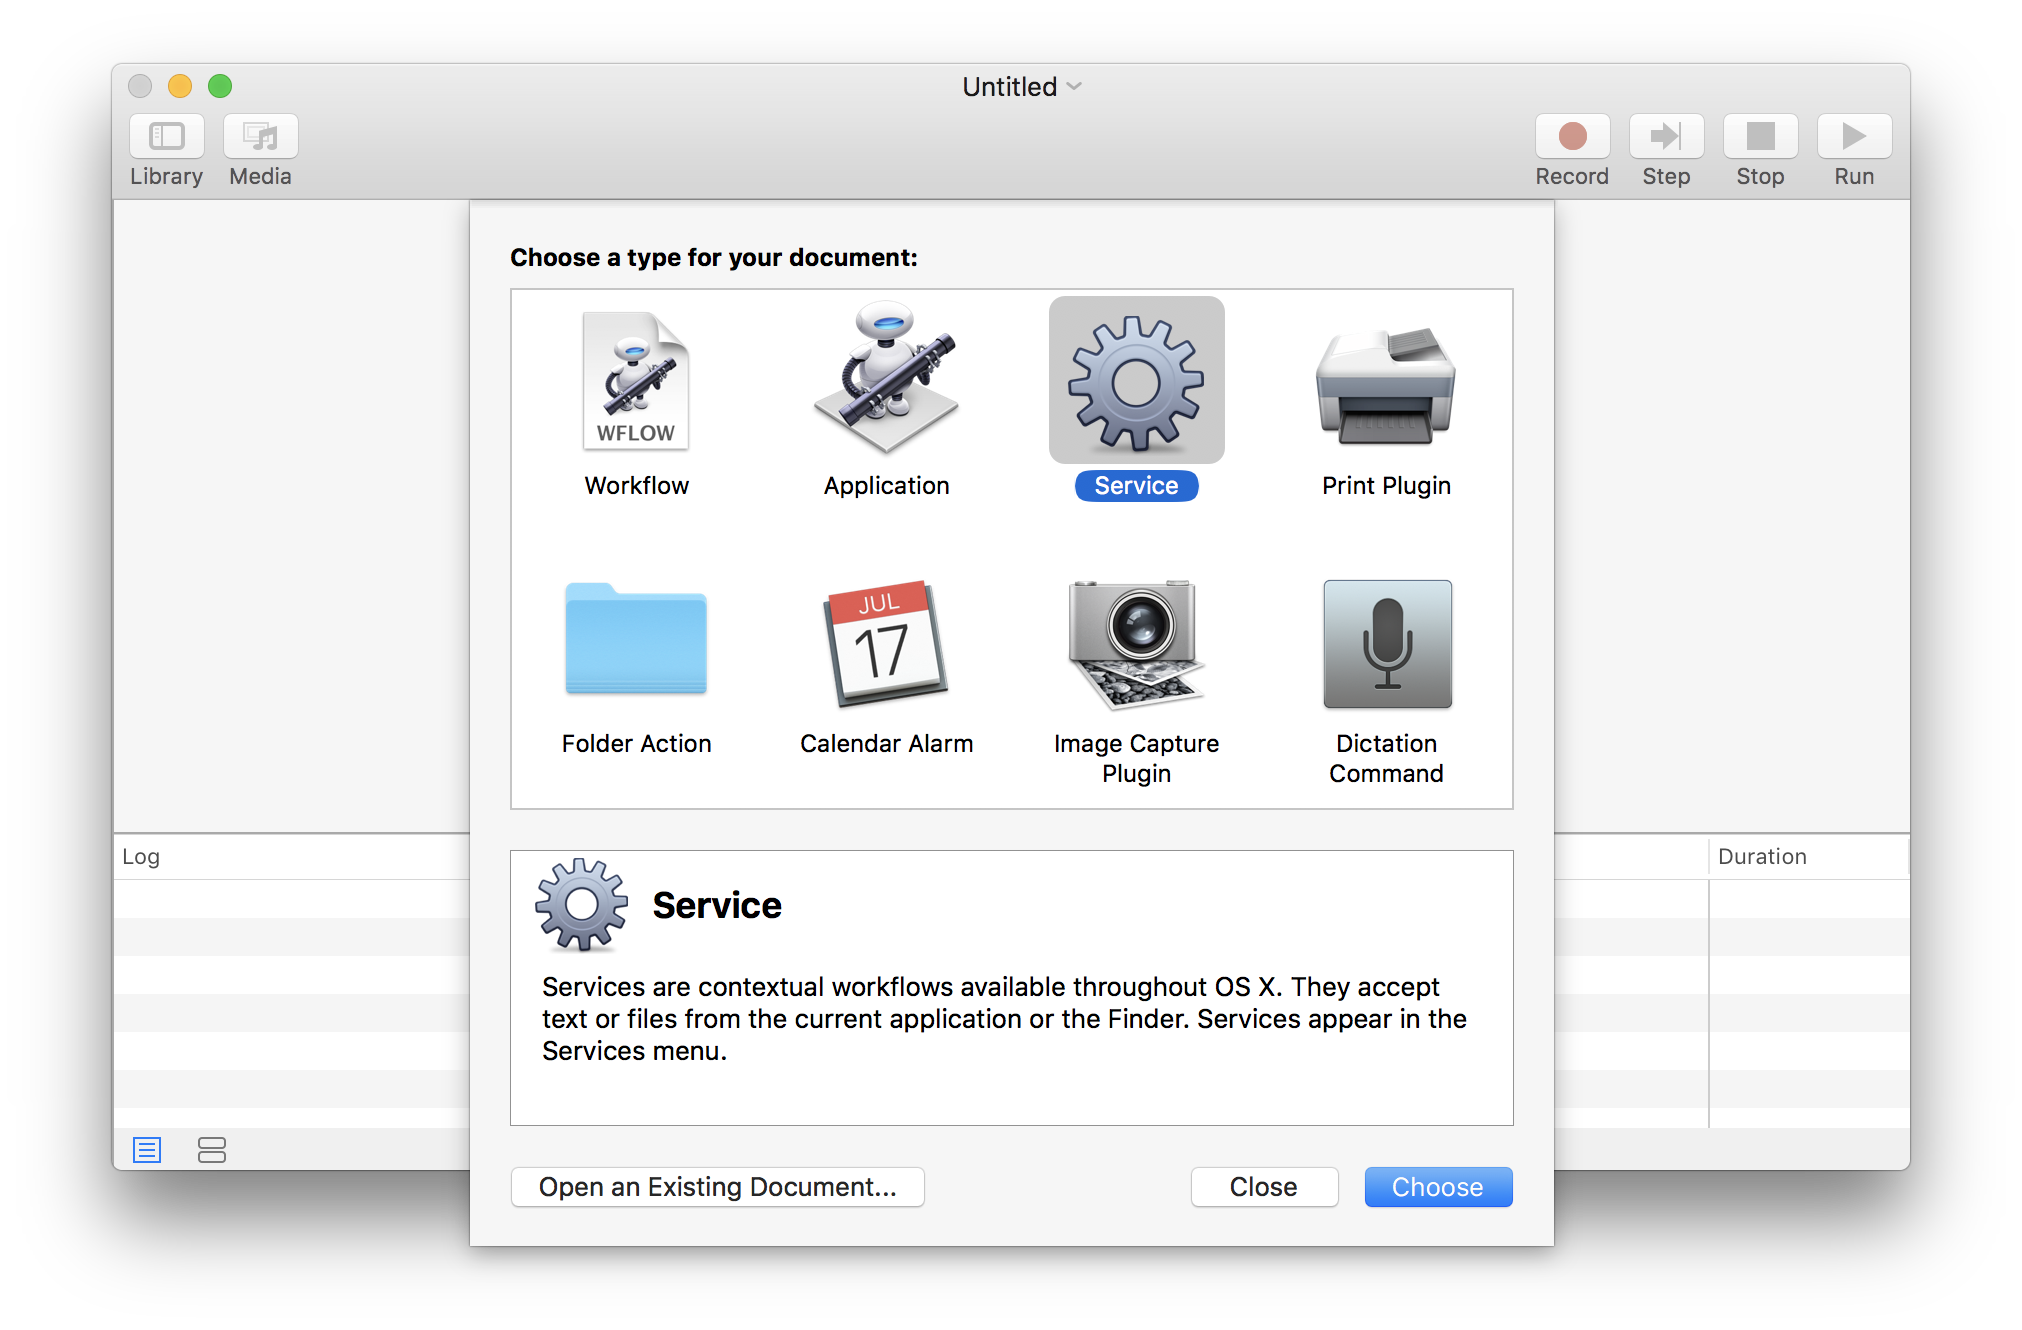 Untitled
Library
Media
Record
Step
Stop
Run
Choose a type for your document:
WFLOW
Workflow
Application
Service
Print Plugin
JUL
17
Folder Action
Calendar Alarm
Image Capture
Plugin
Dictation
Command
Log
Duration
Service
Services are contextual workflows available throughout OS X. They accept
text or files from the current application or the Finder. Services appear in the
Services menu.
Open an Existing Document...
Close
Choose